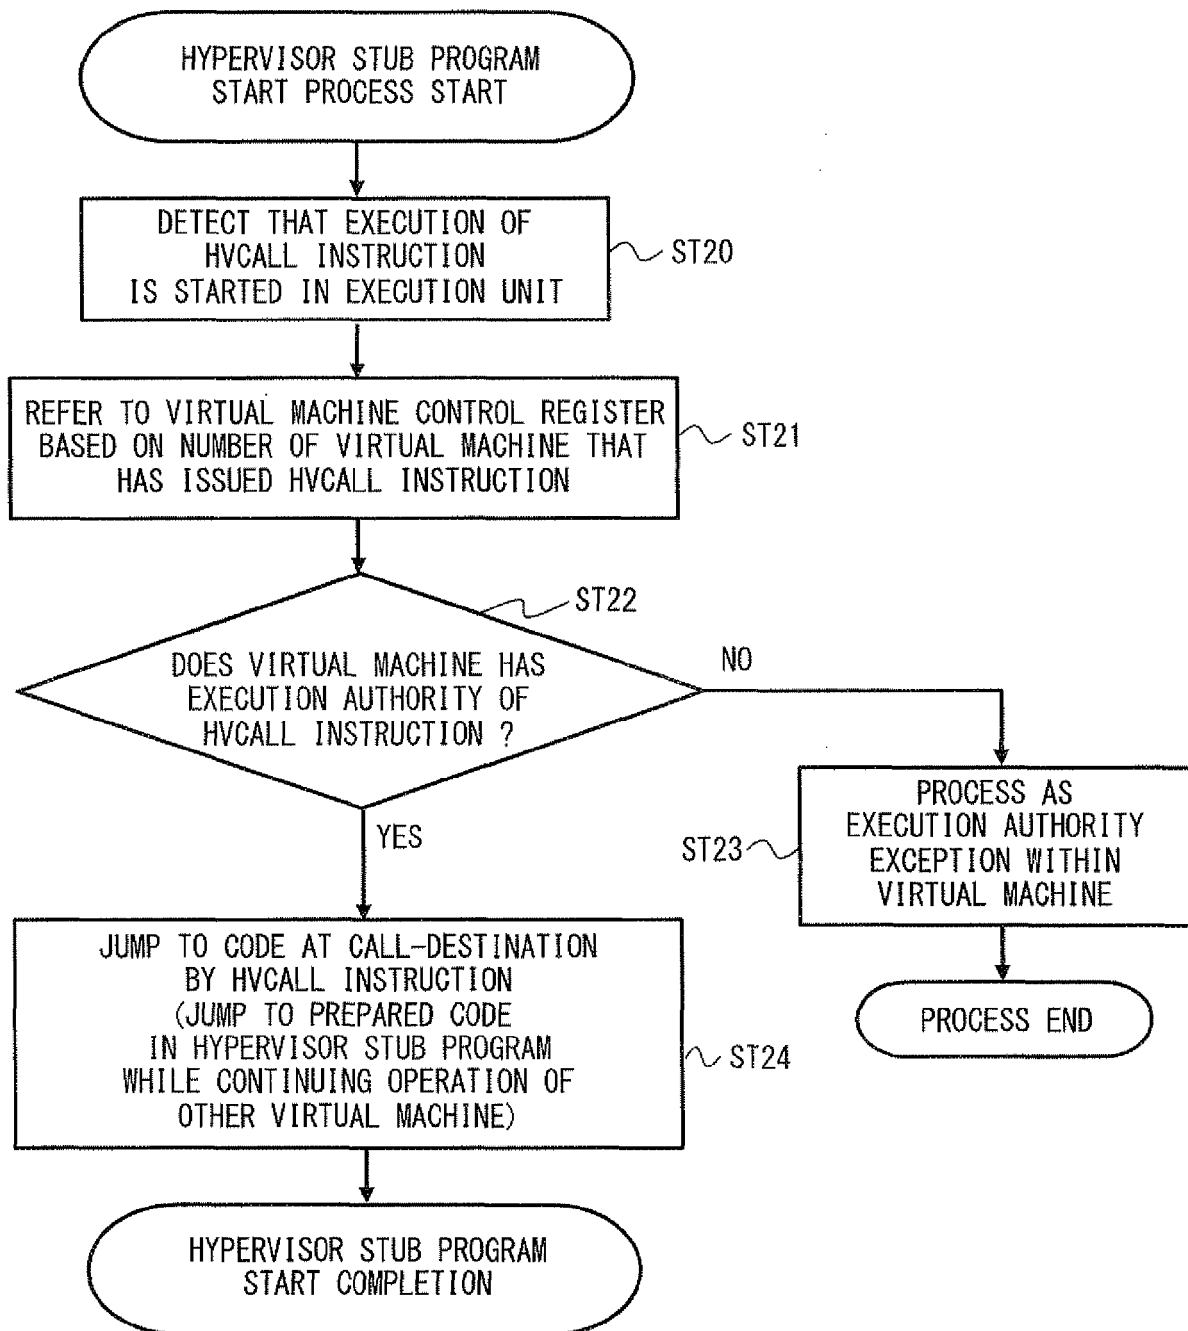 HYPERVISOR STUB PROGRAM
START PROCESS START
DETECT THAT EXECUTION OF
HVCALL INSTRUCTION
IS STARTED IN EXECUTION UNIT
ST20
REFER TO VIRTUAL MACHINE CONTROL REGISTER
BASED ON NUMBER OF VIRTUAL MACHINE THAT
HAS ISSUED HVCALL INSTRUCTION
ST21
ST22
DOES VIRTUAL MACHINE HAS
EXECUTION AUTHORITY OF
HVCALL INSTRUCTION ?
NO
YES
PROCESS AS
EXECUTION AUTHORITY
EXCEPTION WITHIN
VIRTUAL MACHINE
ST23
PROCESS END
JUMP TO CODE AT CALL-DESTINATION
BY HVCALL INSTRUCTION
(JUMP TO PREPARED CODE
IN HYPERVISOR STUB PROGRAM
WHILE CONTINUING OPERATION OF
OTHER VIRTUAL MACHINE)
ST24
HYPERVISOR STUB PROGRAM
START COMPLETION